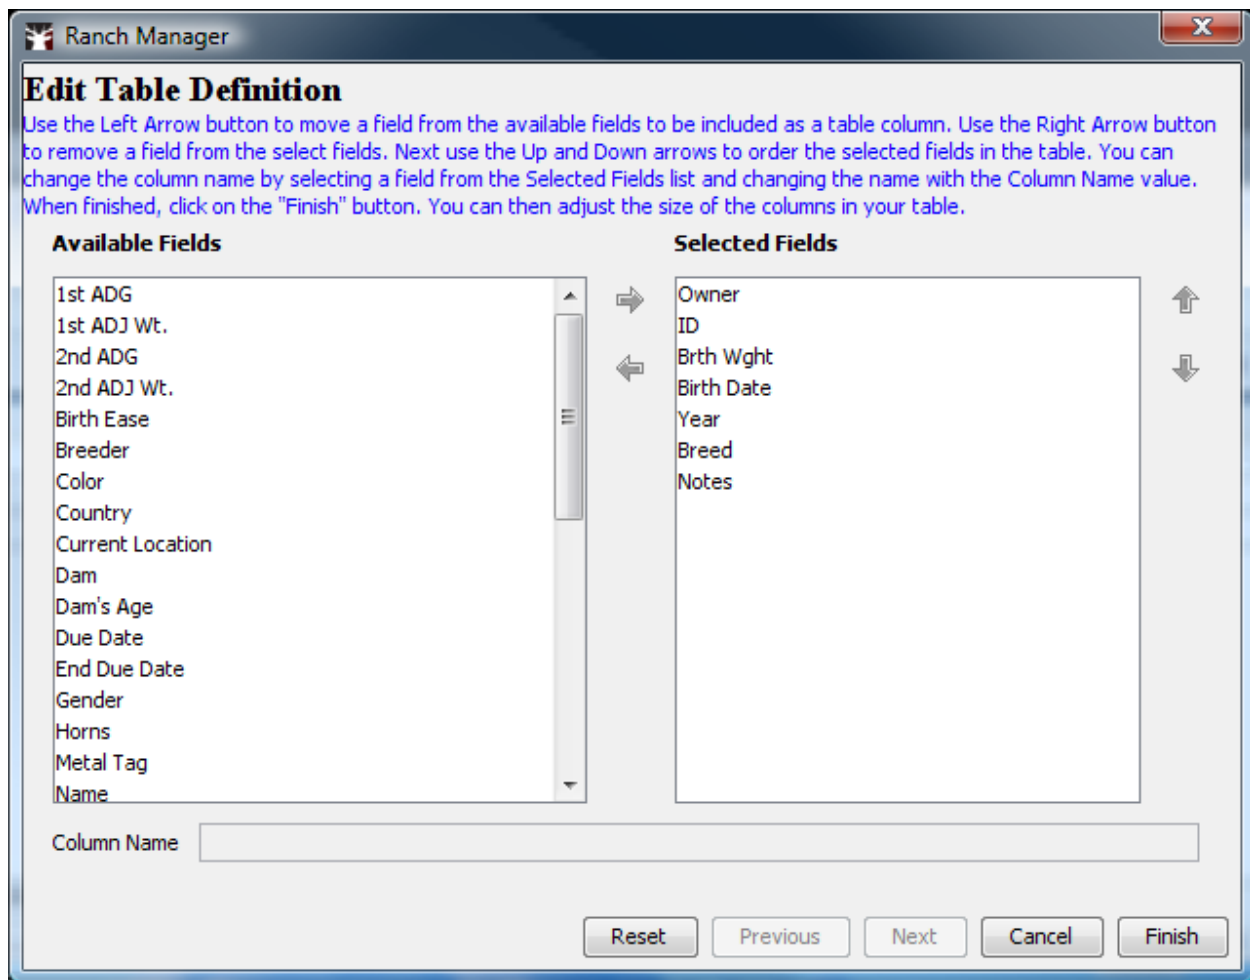 Ranch Manager
Edit Table Definition
Use the Left Arrow button to move a field from the available fields to be included as a table column. Use the Right Arrow button
to remove a field from the select fields. Next use the Up and Down arrows to order the selected fields in the table. You can
change the column name by selecting a field from the Selected Fields list and changing the name with the Column Name value.
When finished, click on the "Finish" button. You can then adjust the size of the columns in your table.
Available Fields
1st ADG
1st ADJ Wt.
2nd ADG
2nd ADJ Wt.
Birth Ease
Breeder
Color
Country
Current Location
Dam
Dam's Age
Due Date
End Due Date
Gender
Horns
Metal Tag
Name
Selected Fields
Owner
ID
Brth Wght
Birth Date
Year
Breed
Notes
Column Name
Reset Previous Next Cancel Finish